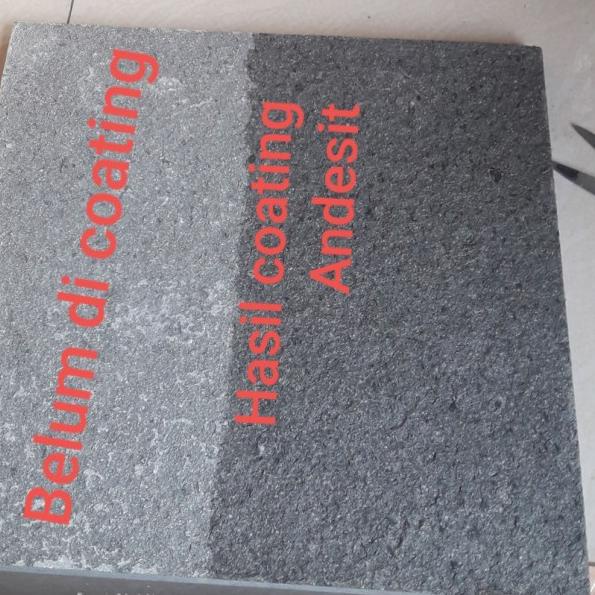 Belum di coating
Hasil coating
Andesit